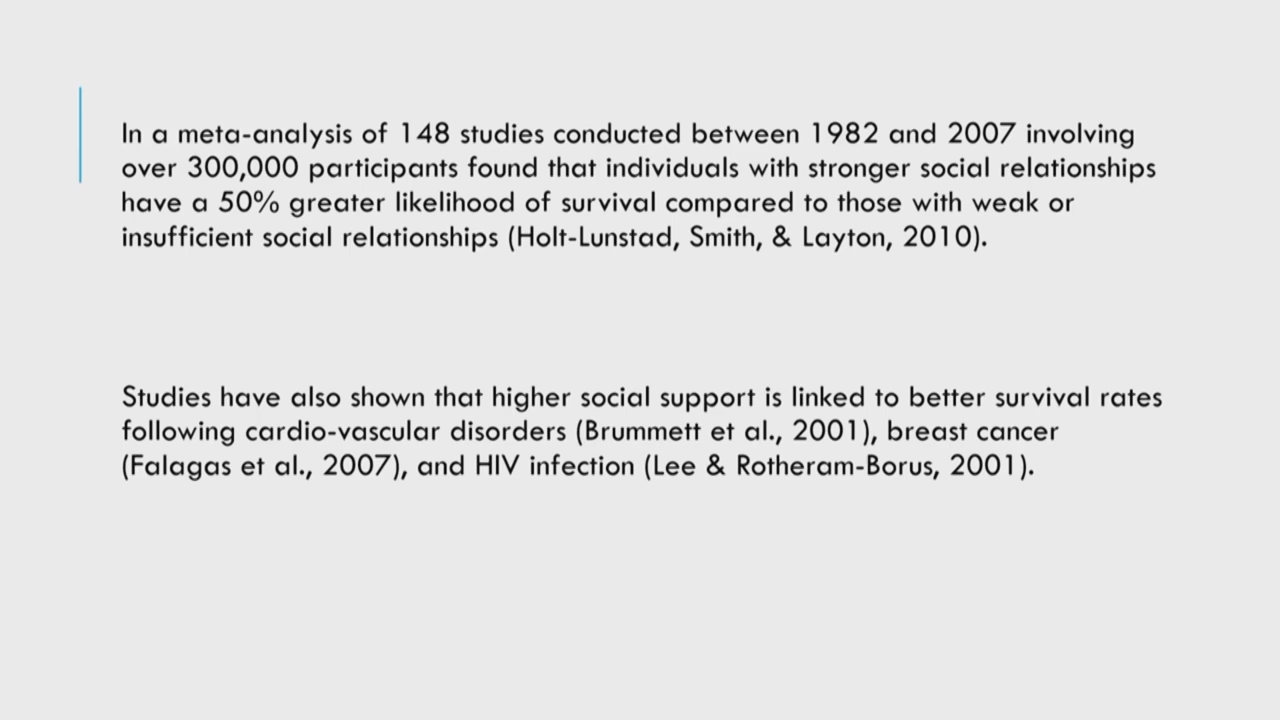 In a meta-analysis of 148 studies conducted between 1982 and 2007 involving
over 300,000 participants found that individuals with stronger social relationships
have a 50% greater likelihood of survival compared to those with weak or
insufficient social relationships (Holt-Lunstad, Smith, & Layton, 2010).
Studies have also shown that higher social support is linked to better survival rates
following cardio-vascular disorders (Brummett et al., 2001), breast cancer
(Falagas et al., 2007), and HIV infection (Lee & Rotheram-Borus, 2001).